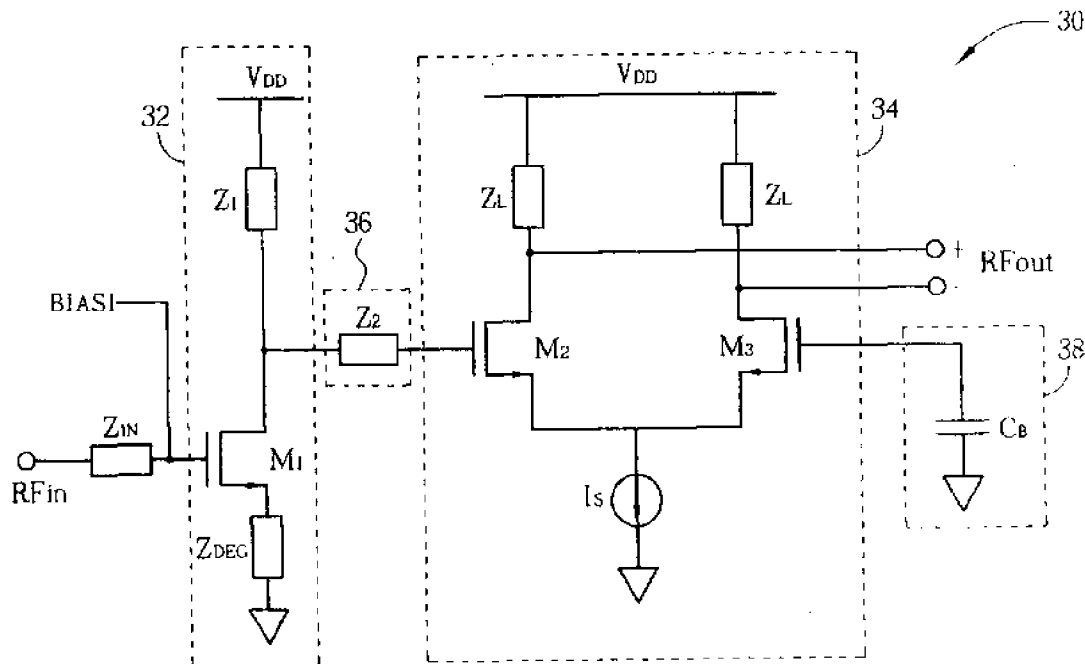 30
32
VDD
VDD
34
Z1
ZL
ZL
36
+
RFout
-
BIAS1
Z2
M2
M3
38
ZIN
CB
M1
RFin
Is
ZDEG